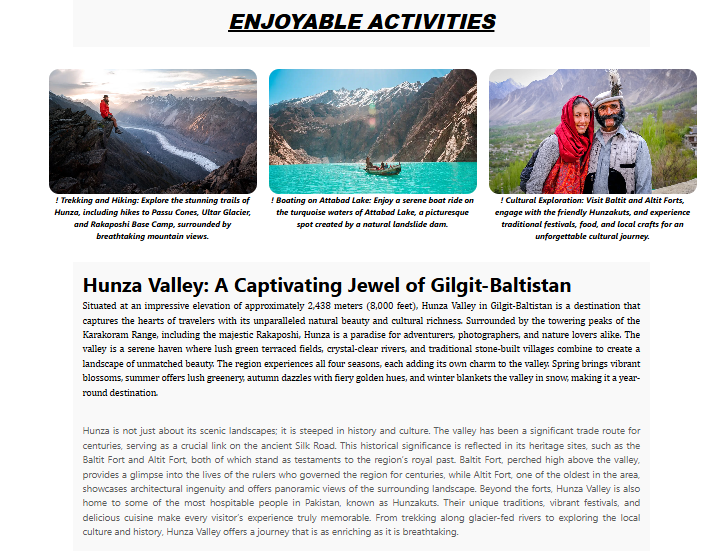 ENJOYABLE ACTIVITIES
! Trekking and Hiking: Explore the stunning trails of
Hunza, including hikes to Passu Cones, Ultar Glacier,
and Rakaposhi Base Camp, surrounded by
breathtaking mountain views.
! Boating on Attabad Lake: Enjoy a serene boat ride on
the turquoise waters of Attabad Lake, a picturesque
spot created by a natural landslide dam.
! Cultural Exploration: Visit Baltit and Altit Forts,
engage with the friendly Hunzakuts, and experience
traditional festivals, food, and local crafts for an
unforgettable cultural journey.
Hunza Valley: A Captivating Jewel of Gilgit-Baltistan
Situated at an impressive elevation of approximately 2,438 meters (8,000 feet), Hunza Valley in Gilgit-Baltistan is a destination that
captures the hearts of travelers with its unparalleled natural beauty and cultural richness. Surrounded by the towering peaks of the
Karakoram Range, including the majestic Rakaposhi, Hunza is a paradise for adventurers, photographers, and nature lovers alike. The
valley is a serene haven where lush green terraced fields, crystal-clear rivers, and traditional stone-built villages combine to create a
landscape of unmatched beauty. The region experiences all four seasons, each adding its own charm to the valley. Spring brings vibrant
blossoms, summer offers lush greenery, autumn dazzles with fiery golden hues, and winter blankets the valley in snow, making it a year-
round destination.
Hunza is not just about its scenic landscapes; it is steeped in history and culture. The valley has been a significant trade route for
centuries, serving as a crucial link on the ancient Silk Road. This historical significance is reflected in its heritage sites, such as the
Baltit Fort and Altit Fort, both of which stand as testaments to the region's royal past. Baltit Fort, perched high above the valley,
provides a glimpse into the lives of the rulers who governed the region for centuries, while Altit Fort, one of the oldest in the area,
showcases architectural ingenuity and offers panoramic views of the surrounding landscape. Beyond the forts, Hunza Valley is also
home to some of the most hospitable people in Pakistan, known as Hunzakuts. Their unique traditions, vibrant festivals, and
delicious cuisine make every visitor's experience truly memorable. From trekking along glacier-fed rivers to exploring the local
culture and history, Hunza Valley offers a journey that is as enriching as it is breathtaking.